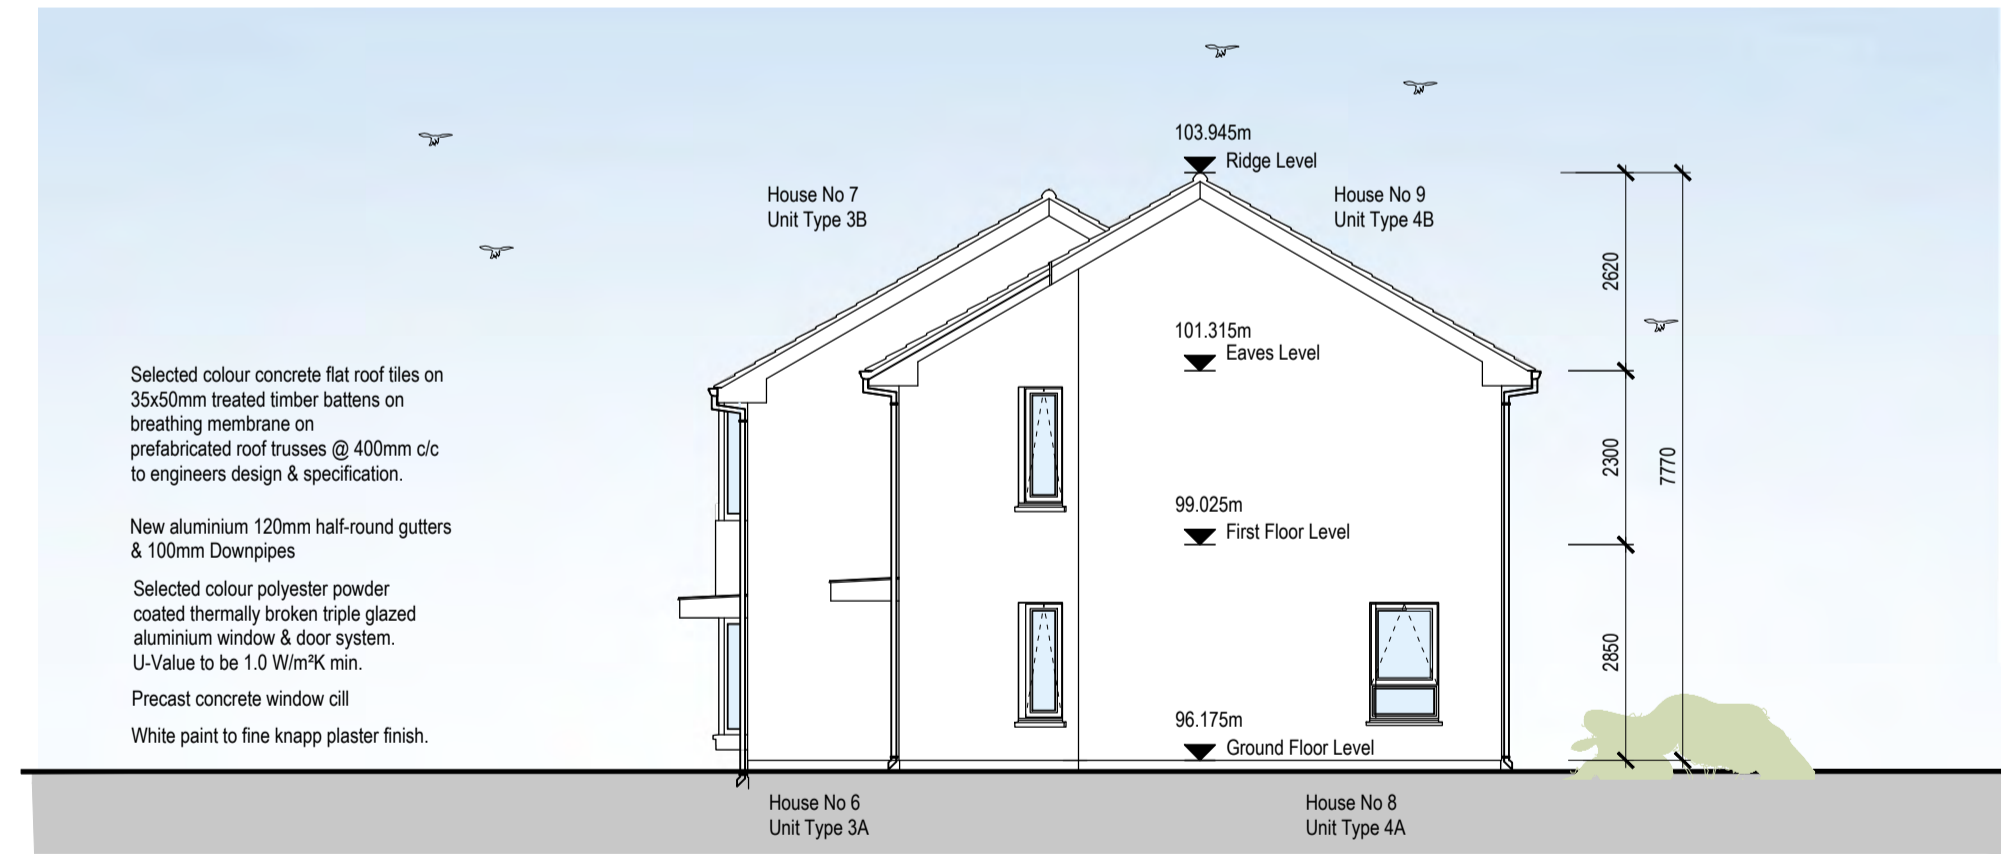 103.945m
Ridge Level
House No 7
Unit Type 3B
House No 9
Unit Type 4B
2620
101.315m
Eaves Level
Selected colour concrete flat roof tiles on
35x50mm treated timber battens on
breathing membrane on
prefabricated roof trusses @ 400mm c/c
to engineers design & specification.
2300
7770
99.025m
First Floor Level
New aluminium 120mm half-round gutters
& 100mm Downpipes
Selected colour polyester powder
coated thermally broken triple glazed
aluminium window & door system.
U-Value to be 1.0 W/m²K min.
2850
Precast concrete window cill
96.175m
Ground Floor Level
White paint to fine knapp plaster finish.
House No 6
Unit Type 3A
House No 8
Unit Type 4A